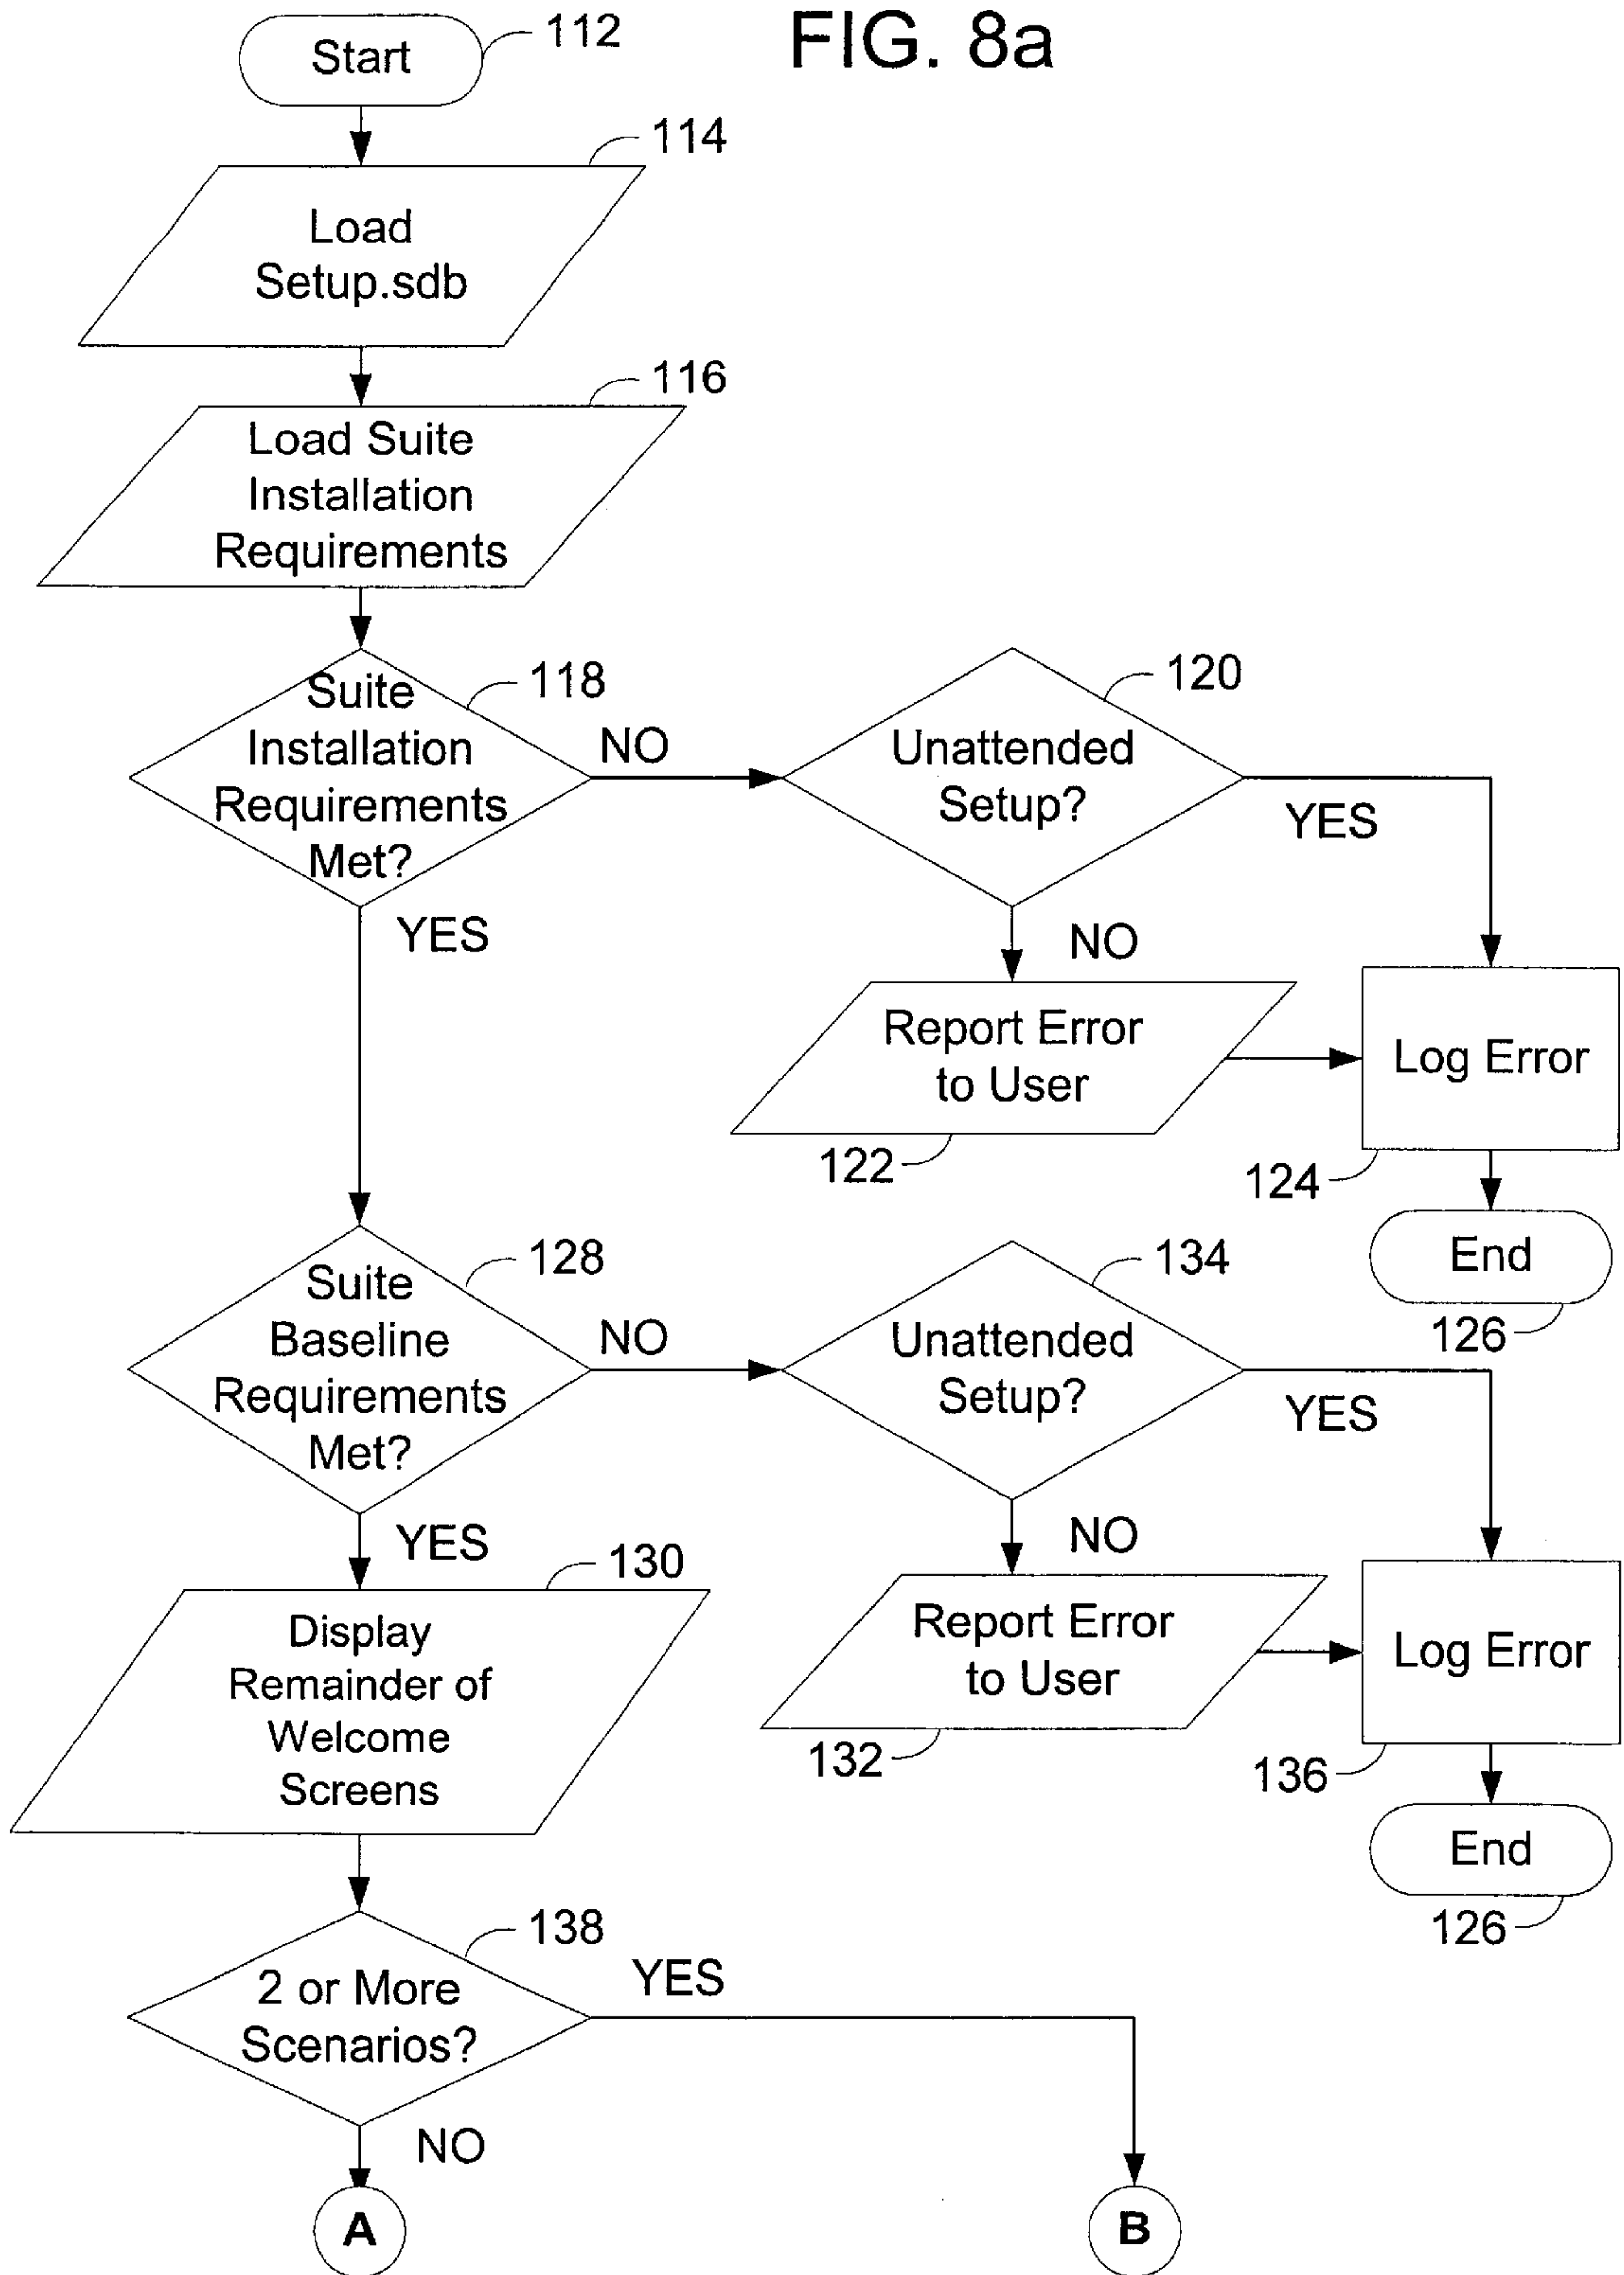 FIG. 8a
Start
112
114
Load
Setup.sdb
116
Load Suite
Installation
Requirements
118
Suite
Installation
Requirements
Met?
NO
YES
120
Unattended
Setup?
YES
NO
Report Error
to User
122
Log Error
124
End
126
128
Suite
Baseline
Requirements
Met?
NO
YES
134
Unattended
Setup?
YES
NO
Report Error
to User
132
Log Error
136
End
126
130
Display
Remainder of
Welcome
Screens
138
2 or More
Scenarios?
YES
NO
A
B